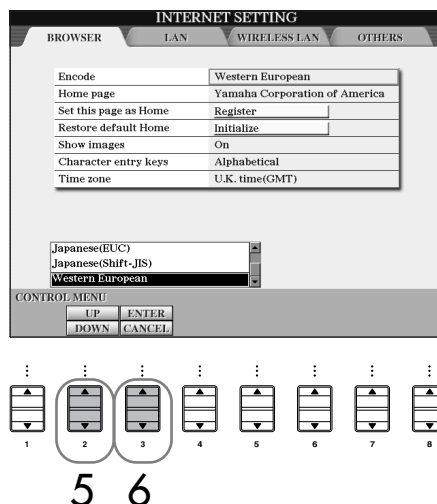 INTERNET SETTING
BROWSER LAN WIRELESS LAN OTHERS
Encode Western European
Home page Yamaha Corporation of America
Set this page as Home Register
Restore default Home Initialize
Show images On
Character entry keys Alphabetical
Time zone U.K. time(GMT)
Japanese(EUC)
Japanese(Shift-JIS)
Western European
CONTROL MENU
UP ENTER
DOWN CANCEL
1 2 3 4 5 6 7 8
5 6